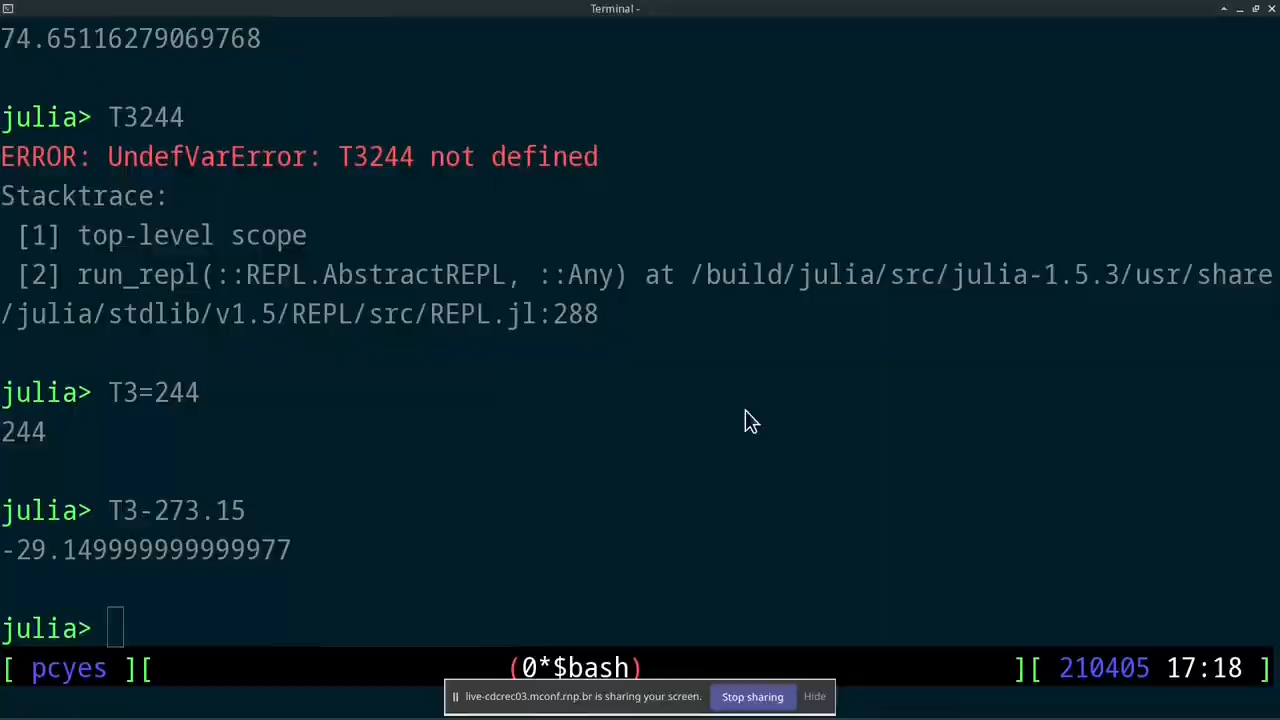 Terminal -
74.65116279069768
julia> T3244
ERROR: UndefVarError: T3244 not defined
Stacktrace:
[1] top-level scope
[2] run_repl(::REPL.AbstractREPL, ::Any) at /build/julia/src/julia-1.5.3/usr/share
/julia/stdlib/v1.5/REPL/src/REPL.jl:288
julia> T3=244
244
julia> T3-273.15
-29.149999999999977
julia>
[ pcyes ][ (0*$bash) ][ 210405 17:18 ]
live-cdcrec03.mconf.rnp.br is sharing your screen. Stop sharing Hide